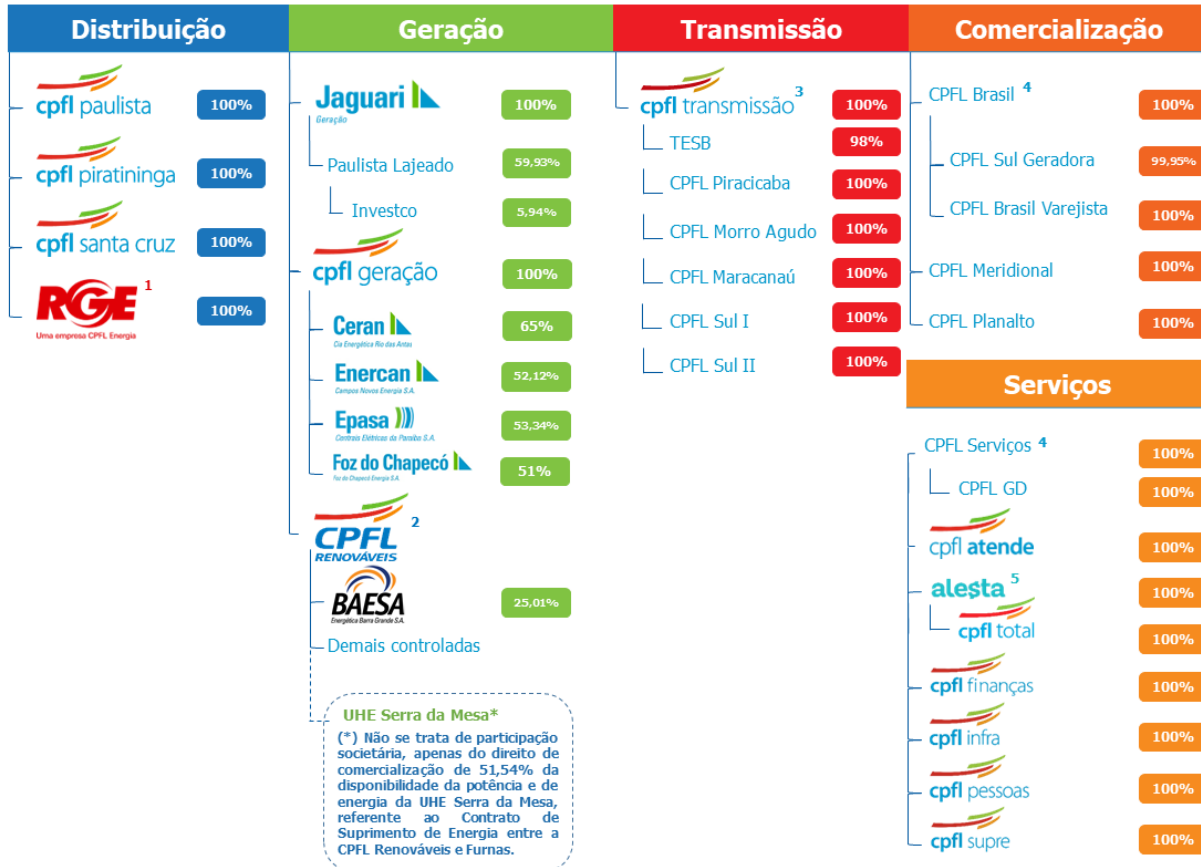 Distribuição
cpfl paulista 100%
cpfl piratininga 100%
cpfl santa cruz 100%
RGE 1 100%
Uma empresa CPFL Energia
Geração
Jaguari 100%
Geração
Paulista Lajeado 59,93%
Investco 5,94%
cpfl geração 100%
Ceran 65%
Cia Energética Rio das Antas
Enercan 52,12%
Campos Novos Energia S.A.
Epasa 53,34%
Centrais Elétricas da Paraíba S.A.
Foz do Chapecó 51%
Foz do Chapecó Energia S.A.
CPFL 2
RENOVÁVEIS
BAESA 25,01%
Energética Barra Grande S.A.
Demais controladas
UHE Serra da Mesa*
(*) Não se trata de participação
societária, apenas do direito de
comercialização de 51,54% da
disponibilidade da potência e de
energia da UHE Serra da Mesa,
referente ao Contrato de
Suprimento de Energia entre a
CPFL Renováveis e Furnas.
Transmissão
cpfl transmissão 3 100%
TESB 98%
CPFL Piracicaba 100%
CPFL Morro Agudo 100%
CPFL Maracanaú 100%
CPFL Sul I 100%
CPFL Sul II 100%
Comercialização
CPFL Brasil 4 100%
CPFL Sul Geradora 99,95%
CPFL Brasil Varejista 100%
CPFL Meridional 100%
CPFL Planalto 100%
Serviços
CPFL Serviços 4 100%
CPFL GD 100%
cpfl atende 100%
alesta 5 100%
cpfl total 100%
cpfl finanças 100%
cpfl infra 100%
cpfl pessoas 100%
cpfl supre 100%